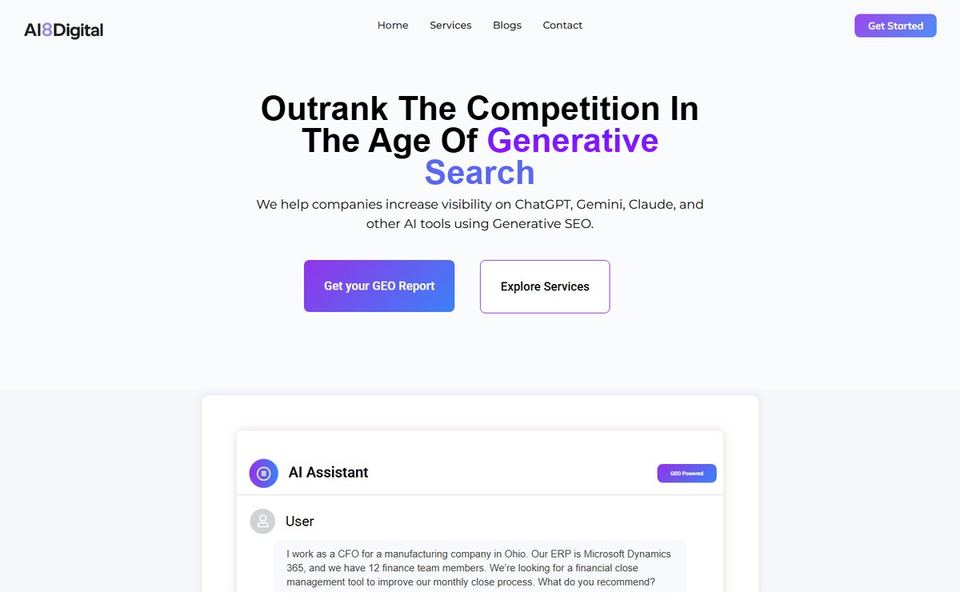 AI8Digital
Home Services Blogs Contact
Get Started
Outrank The Competition In
The Age Of Generative
Search
We help companies increase visibility on ChatGPT, Gemini, Claude, and
other AI tools using Generative SEO.
Get your GEO Report
Explore Services
AI Assistant
GEO Powered
User
I work as a CFO for a manufacturing company in Ohio. Our ERP is Microsoft Dynamics
365, and we have 12 finance team members. We're looking for a financial close
management tool to improve our monthly close process. What do you recommend?